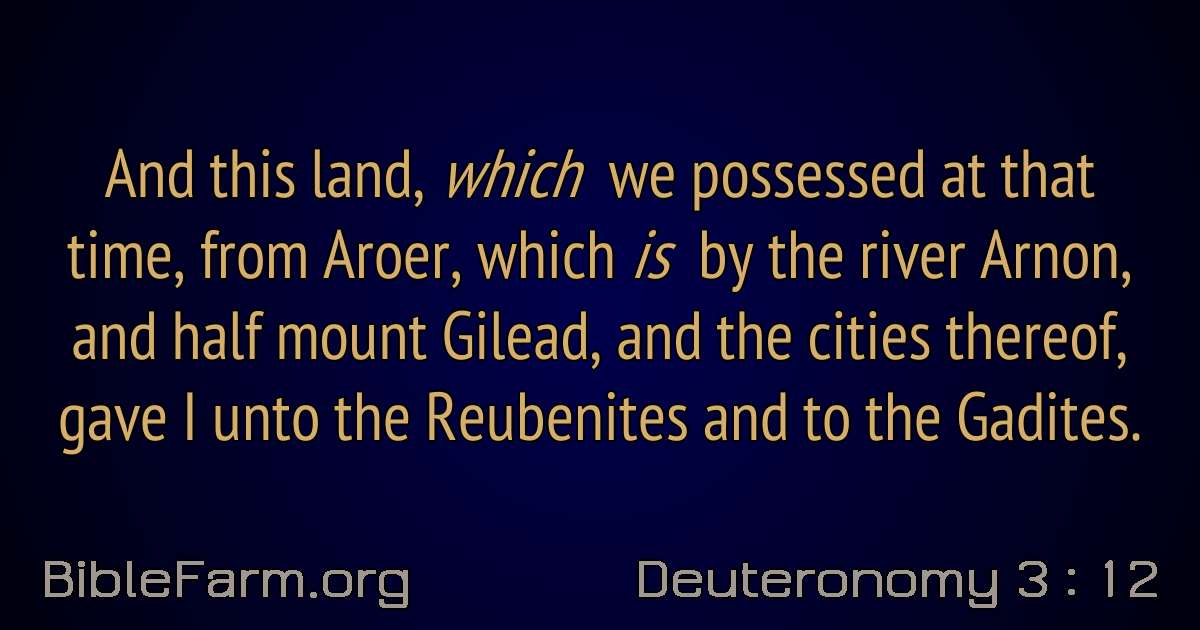 And this land, which we possessed at that
time, from Aroer, which is by the river Arnon,
and half mount Gilead, and the cities thereof,
gave I unto the Reubenites and to the Gadites.
BibleFarm.org
Deuteronomy 3 : 12